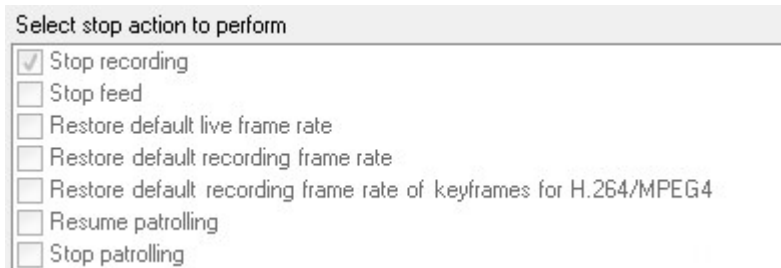 Select stop action to perform
Stop recording
Stop feed
Restore default live frame rate
Restore default recording frame rate
Restore default recording frame rate of keyframes for H.264/MPEG4
Resume patrolling
Stop patrolling